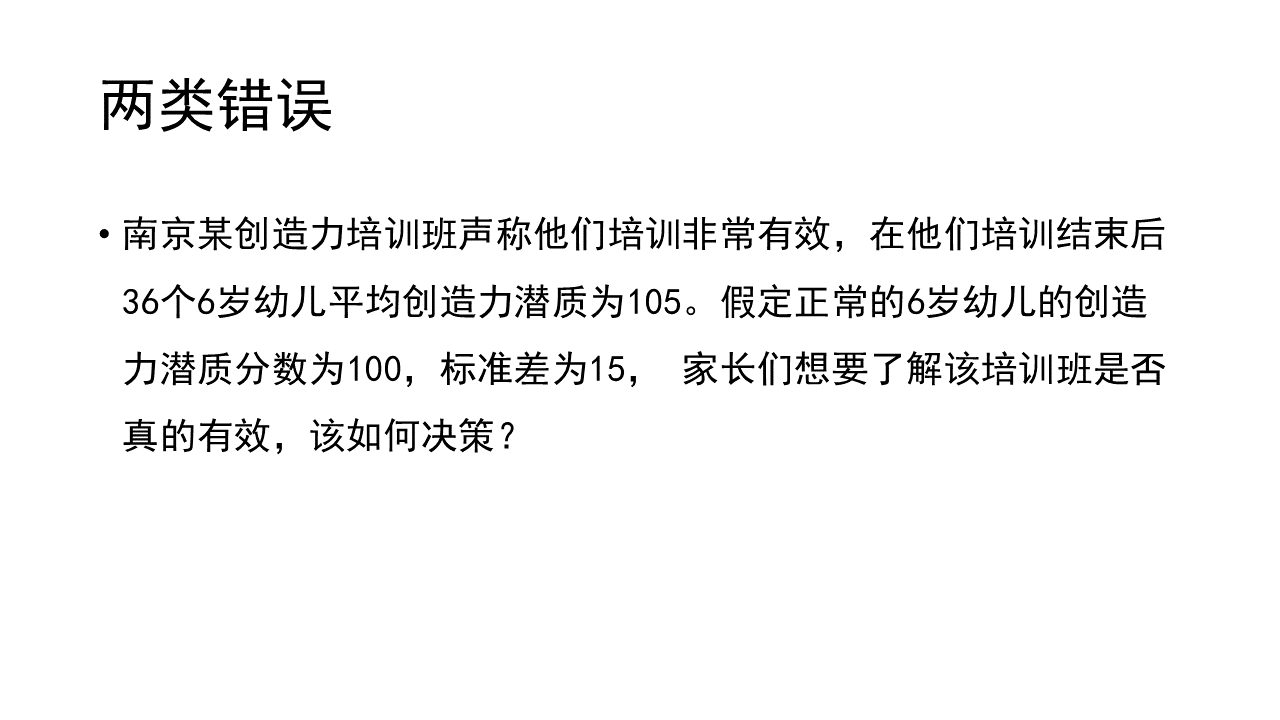 两类错误
• 南京某创造力培训班声称他们培训非常有效，在他们培训结束后
36个6岁幼儿平均创造力潜质为105。假定正常的6岁幼儿的创造
力潜质分数为100，标准差为15， 家长们想要了解该培训班是否
真的有效，该如何决策？